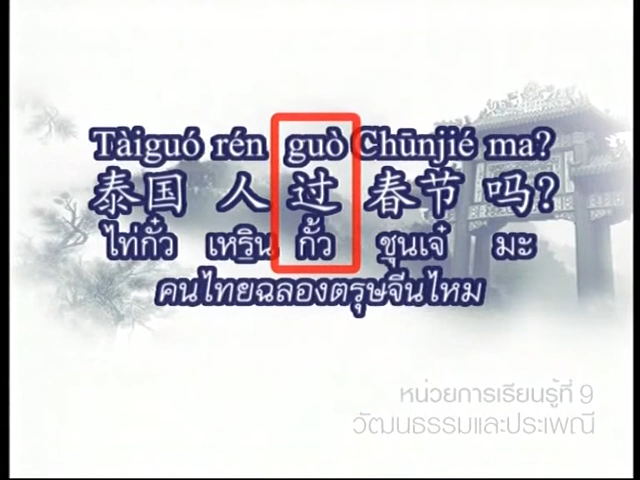 Tàiguó rén guò Chūnjié ma?
泰国 人 过 春节 吗?
ไท่กั๋ว เหริน กั้ว ชุนเจ๋ มะ
คนไทยฉลองตรุษจีนไหม
หน่วยการเรียนรู้ที่ 9
วัฒนธรรมและประเพณี